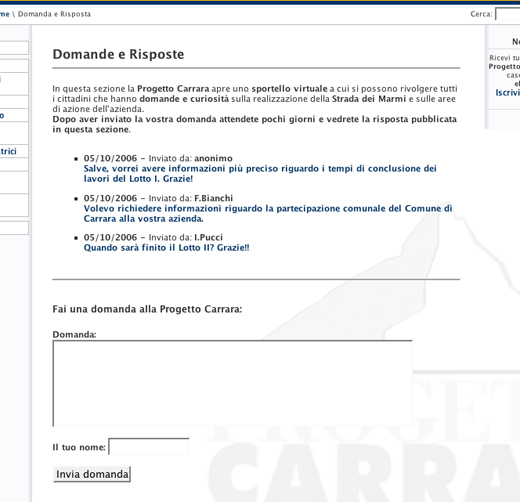 me \ Domanda e Risposta
Cerca:
Domande e Risposte
In questa sezione la Progetto Carrara apre uno sportello virtuale a cui si possono rivolgere tutti
i cittadini che hanno domande e curiosità sulla realizzazione della Strada dei Marmi e sulle aree
di azione dell'azienda.
Dopo aver inviato la vostra domanda attendete pochi giorni e vedrete la risposta pubblicata
in questa sezione.
05/10/2006 - Inviato da: anonimo
Salve, vorrei avere informazioni più preciso riguardo i tempi di conclusione dei
lavori del Lotto I. Grazie!
05/10/2006 - Inviato da: F.Bianchi
Volevo richiedere informazioni riguardo la partecipazione comunale del Comune di
Carrara alla vostra azienda.
05/10/2006 - Inviato da: I.Pucci
Quando sarà finito il Lotto II? Grazie!!
Fai una domanda alla Progetto Carrara:
Domanda:
Il tuo nome:
Invia domanda
i
o
trici
Ne
Ricevi tu
Progetto
cas
el
Iscrivi
PROGET
CARRA